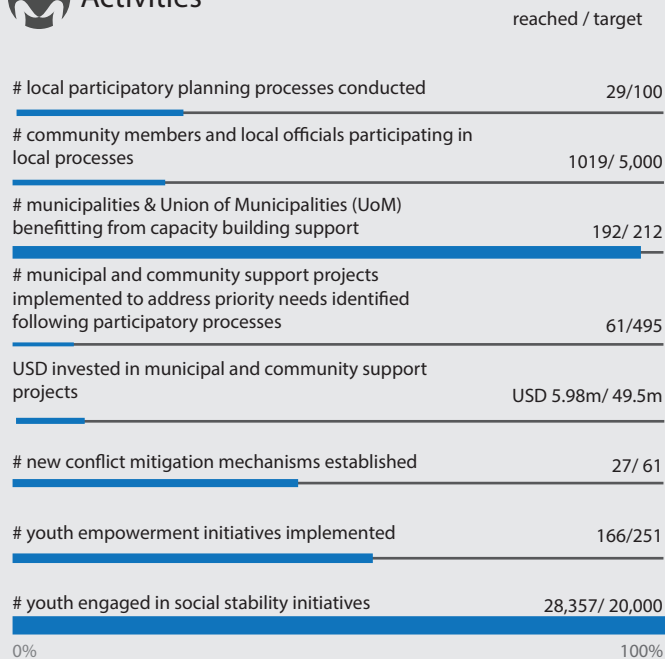 Activities
reached / target
# local participatory planning processes conducted
29/100
# community members and local officials participating in
local processes
1019/ 5,000
# municipalities & Union of Municipalities (UoM)
benefitting from capacity building support
192/ 212
# municipal and community support projects
implemented to address priority needs identified
following participatory processes
61/495
USD invested in municipal and community support
projects
USD 5.98m/ 49.5m
# new conflict mitigation mechanisms established
27/ 61
# youth empowerment initiatives implemented
166/251
# youth engaged in social stability initiatives
28,357/ 20,000
0%
100%